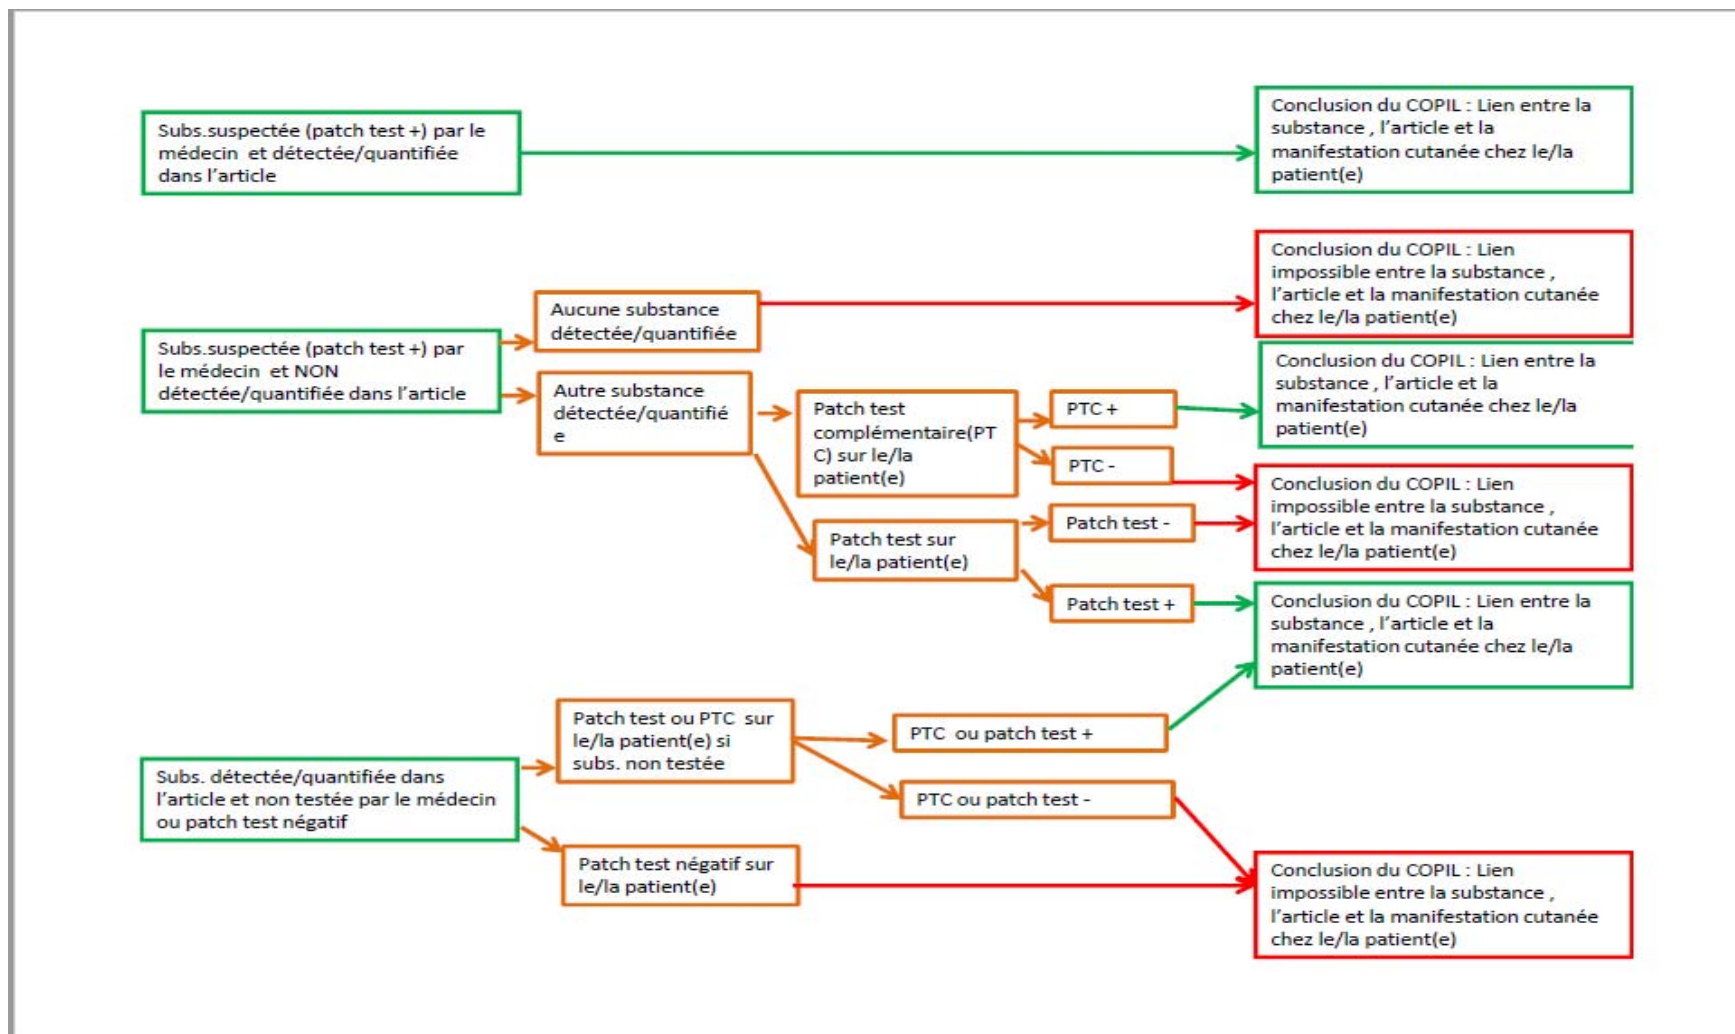 Subs.suspectée (patch test +) par le
médecin et détectée/quantifiée
dans l'article
Conclusion du COPIL : Lien entre la
substance , l'article et la
manifestation cutanée chez le/la
patient(e)
Conclusion du COPIL : Lien
impossible entre la substance ,
l'article et la manifestation cutanée
chez le/la patient(e)
Aucune substance
détectée/quantifiée
Subs.suspectée (patch test +) par
le médecin et NON
détectée/quantifiée dans l'article
Autre substance
détectée/quantifié
e
Patch test
complémentaire(PT
C) sur le/la
patient(e)
PTC +
PTC -
Conclusion du COPIL : Lien entre la
substance , l'article et la
manifestation cutanée chez le/la
patient(e)
Conclusion du COPIL : Lien
impossible entre la substance ,
l'article et la manifestation cutanée
chez le/la patient(e)
Patch test sur
le/la patient(e)
Patch test -
Patch test +
Conclusion du COPIL : Lien entre la
substance , l'article et la
manifestation cutanée chez le/la
patient(e)
Subs. détectée/quantifiée dans
l'article et non testée par le médecin
ou patch test négatif
Patch test ou PTC sur
le/la patient(e) si
subs. non testée
PTC ou patch test +
PTC ou patch test -
Patch test négatif sur
le/la patient(e)
Conclusion du COPIL : Lien
impossible entre la substance ,
l'article et la manifestation cutanée
chez le/la patient(e)